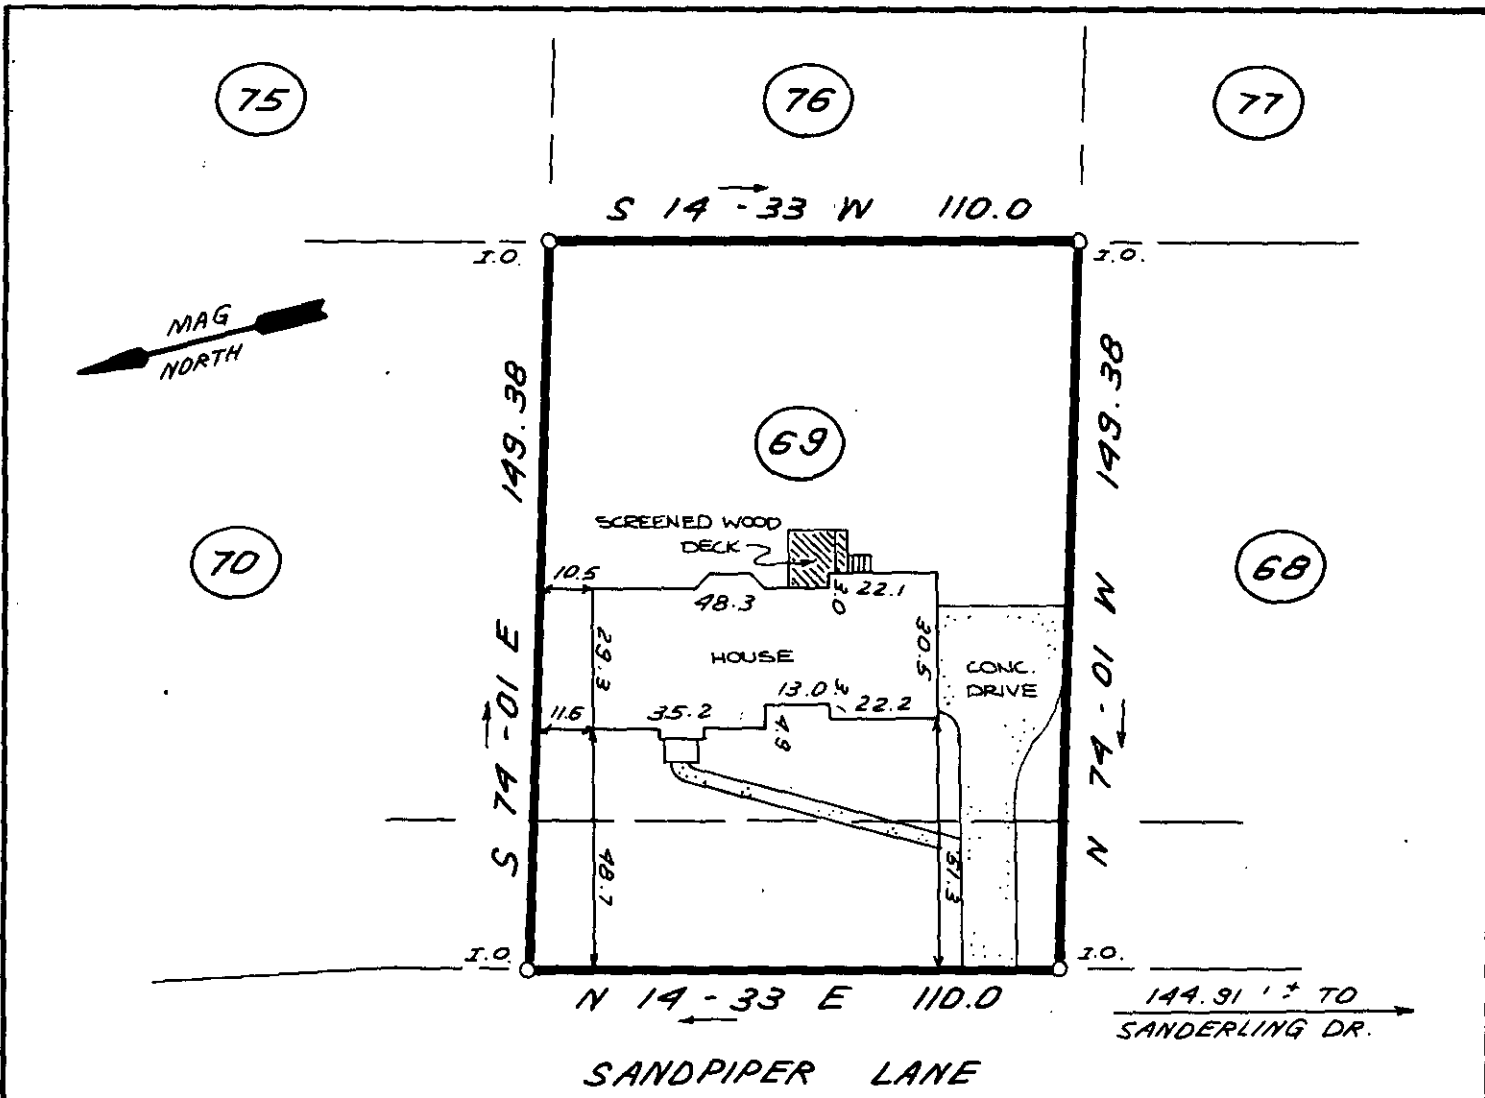 75
76
77
S 14 - 33 W 110.0
I.O.
I.O.
MAG
NORTH
149.38
149.38
69
SCREENED WOOD
DECK
70
68
10.5
48.3
3.0
22.1
S 74 - 01 E
N 74 - 01 W
29.3
HOUSE
30.5
CONC.
DRIVE
13.0
3.1
22.2
11.6
35.2
4.9
48.7
51.3
I.O.
I.O.
N 14 - 33 E 110.0
144.91 '± TO
SANDERLING DR.
SANDPIPER LANE